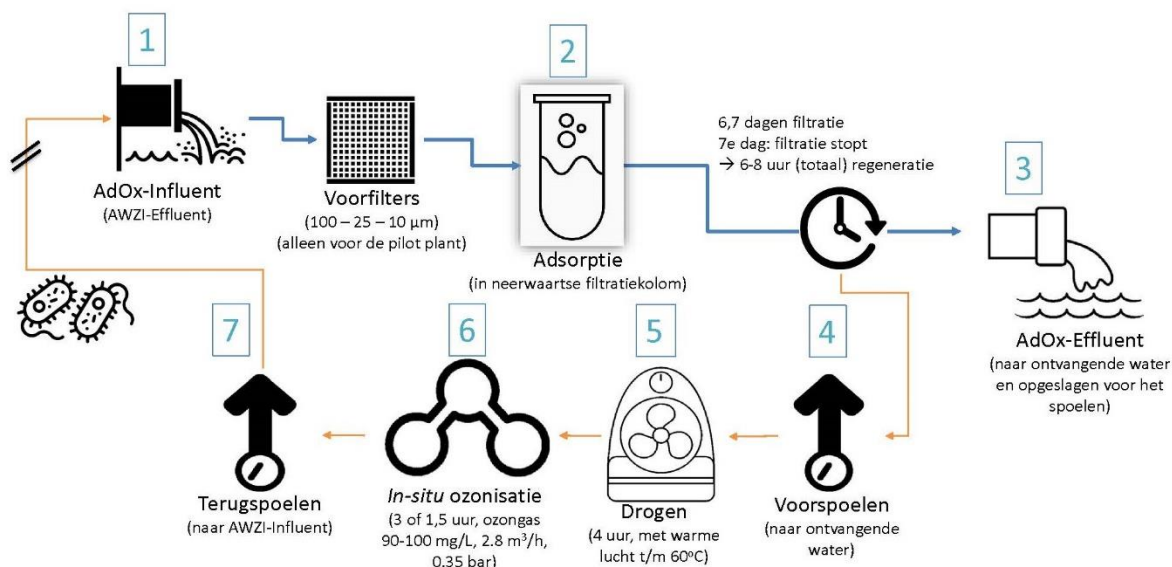 1
AdOx-Influent
(AWZI-Effluent)
Voorfilters
(100 – 25 – 10 µm)
(alleen voor de pilot plant)
2
Adsorptie
(in neerwaartse filtratiekolom)
6,7 dagen filtratie
7e dag: filtratie stopt
→ 6-8 uur (totaal) regeneratie
3
AdOx-Effluent
(naar ontvangende water
en opgeslagen voor het
spoelen)
4
Voorspoelen
(naar ontvangende
water)
5
Drogen
(4 uur, met warme
lucht t/m 60°C)
6
In-situ ozonisatie
(3 of 1,5 uur, ozongas
90-100 mg/L, 2.8 m³/h,
0.35 bar)
7
Terugspoelen
(naar AWZI-Influent)